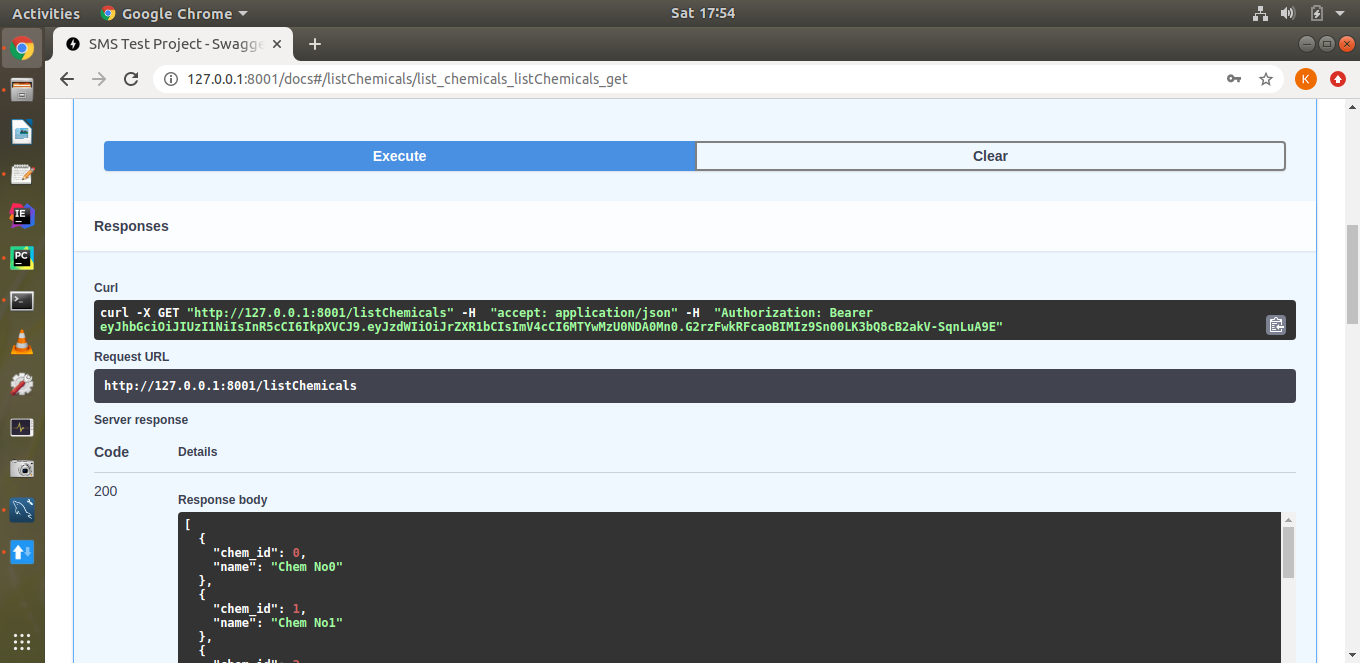 Activities Google Chrome Sat 17:54
SMS Test Project - Swagge
127.0.0.1:8001/docs#/listChemicals/list_chemicals_listChemicals_get K
Execute Clear
Responses
Curl
curl -X GET "http://127.0.0.1:8001/listChemicals" -H  "accept: application/json" -H  "Authorization: Bearer
eyJhbGciOiJIUzI1NiIsInR5cCI6IkpXVCJ9.eyJzdWIiOiJrZXR1bCIsImV4cCI6MTYwMzU0NDA0Mn0.G2rzFwkRFcaoBIMIz9Sn00LK3bQ8cB2akV-SqnLuA9E"
Request URL
http://127.0.0.1:8001/listChemicals
Server response
Code Details
200
Response body
[
{
"chem_id": 0,
"name": "Chem No0"
},
{
"chem_id": 1,
"name": "Chem No1"
},
{
IE
PC